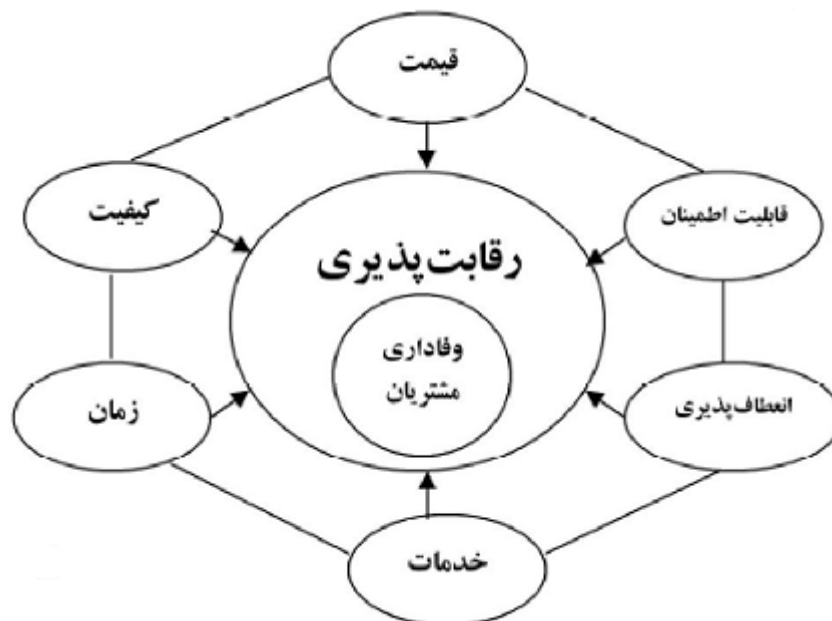 قیمت
کیفیت
قابلیت اطمینان
رقابت‌پذیری
وفاداری
مشتریان
زمان
انعطاف‌پذیری
خدمات